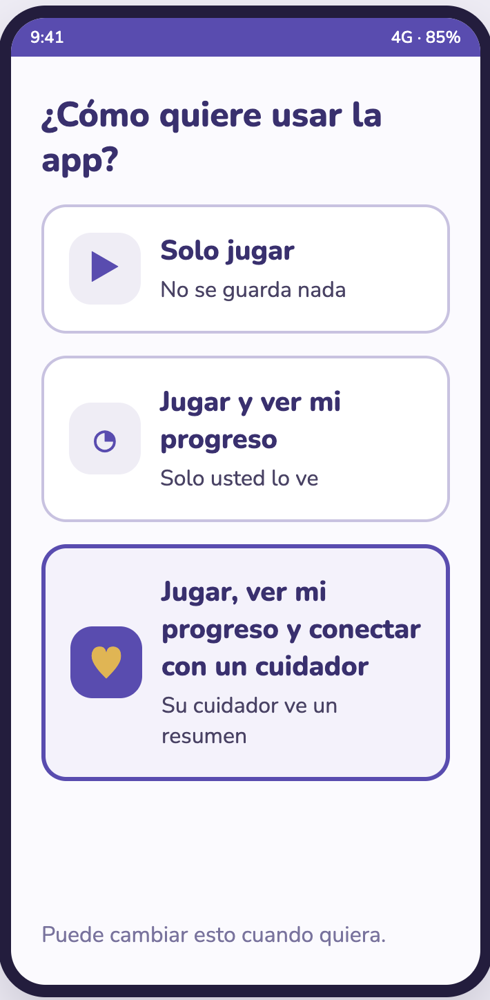 9:41
4G · 85%
¿Cómo quiere usar la
app?
Solo jugar
No se guarda nada
Jugar y ver mi
progreso
Solo usted lo ve
Jugar, ver mi
progreso y conectar
con un cuidador
Su cuidador ve un
resumen
Puede cambiar esto cuando quiera.